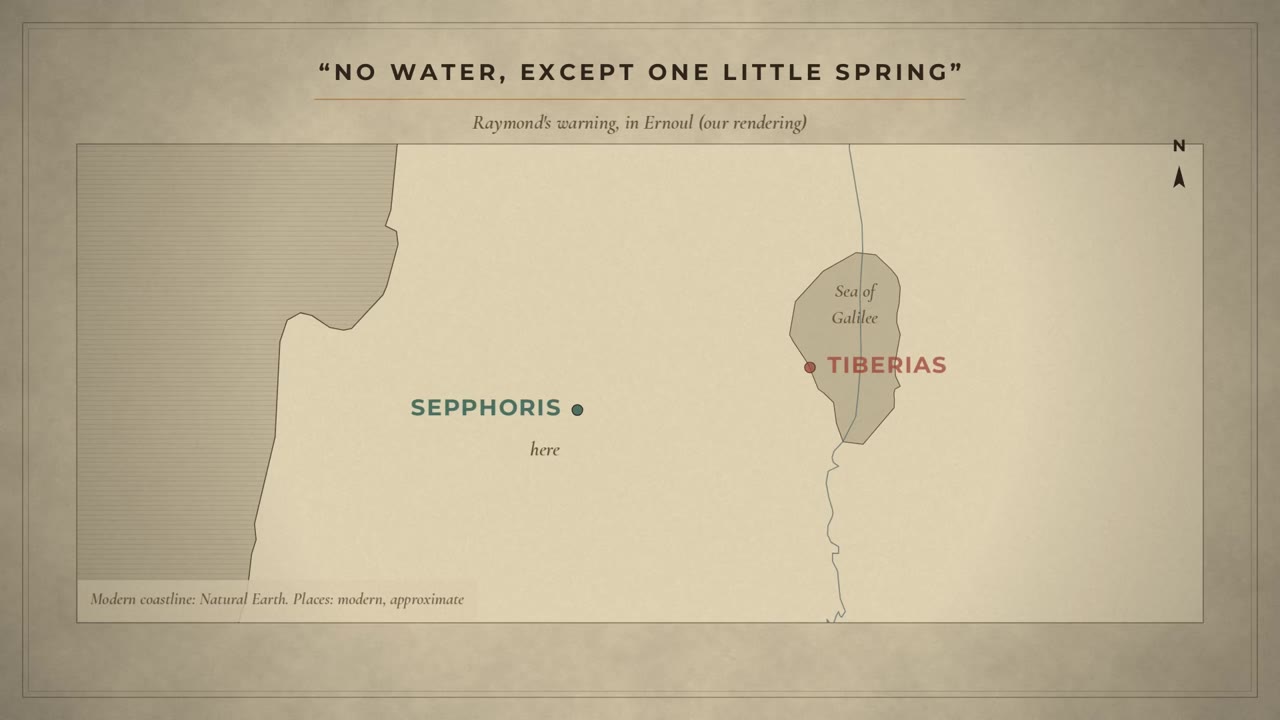 “NO WATER, EXCEPT ONE LITTLE SPRING”
Raymond's warning, in Ernoul (our rendering)
N
Sea of
Galilee
TIBERIAS
SEPPHORIS
here
Modern coastline: Natural Earth. Places: modern, approximate